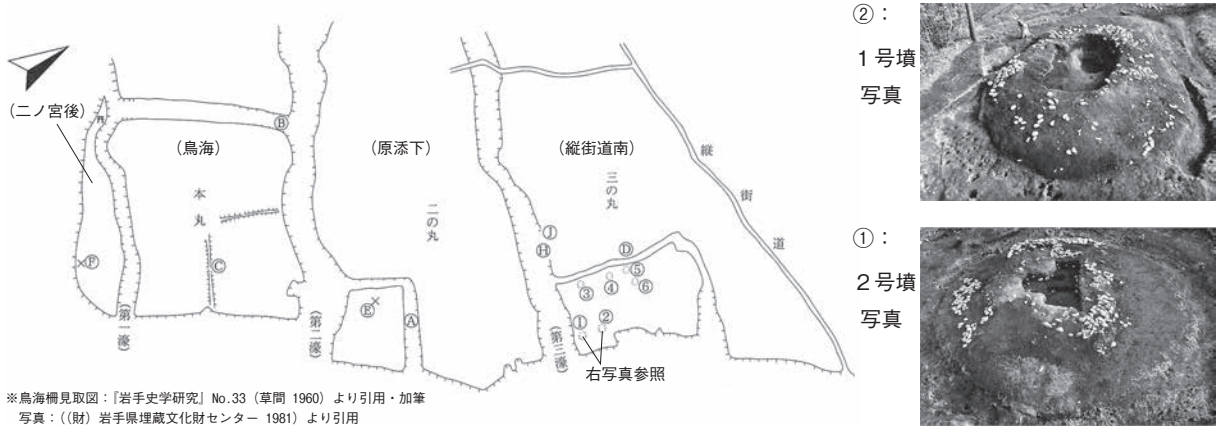 (二ノ宮後)
(鳥海)
(原添下)
(縦街道南)
本丸
二の丸
三の丸
縦街道
(第一濠)
(第二濠)
(第三濠)
Ⓐ
Ⓑ
Ⓒ
Ⓓ
Ⓔ
Ⓕ
Ⓗ
Ⓙ
①
②
③
④
⑤
⑥
右写真参照
②:
1号墳
写真
①:
2号墳
写真
※鳥海柵見取図:『岩手史学研究』No.33(草間 1960)より引用・加筆
写真:((財)岩手県埋蔵文化財センター 1981)より引用